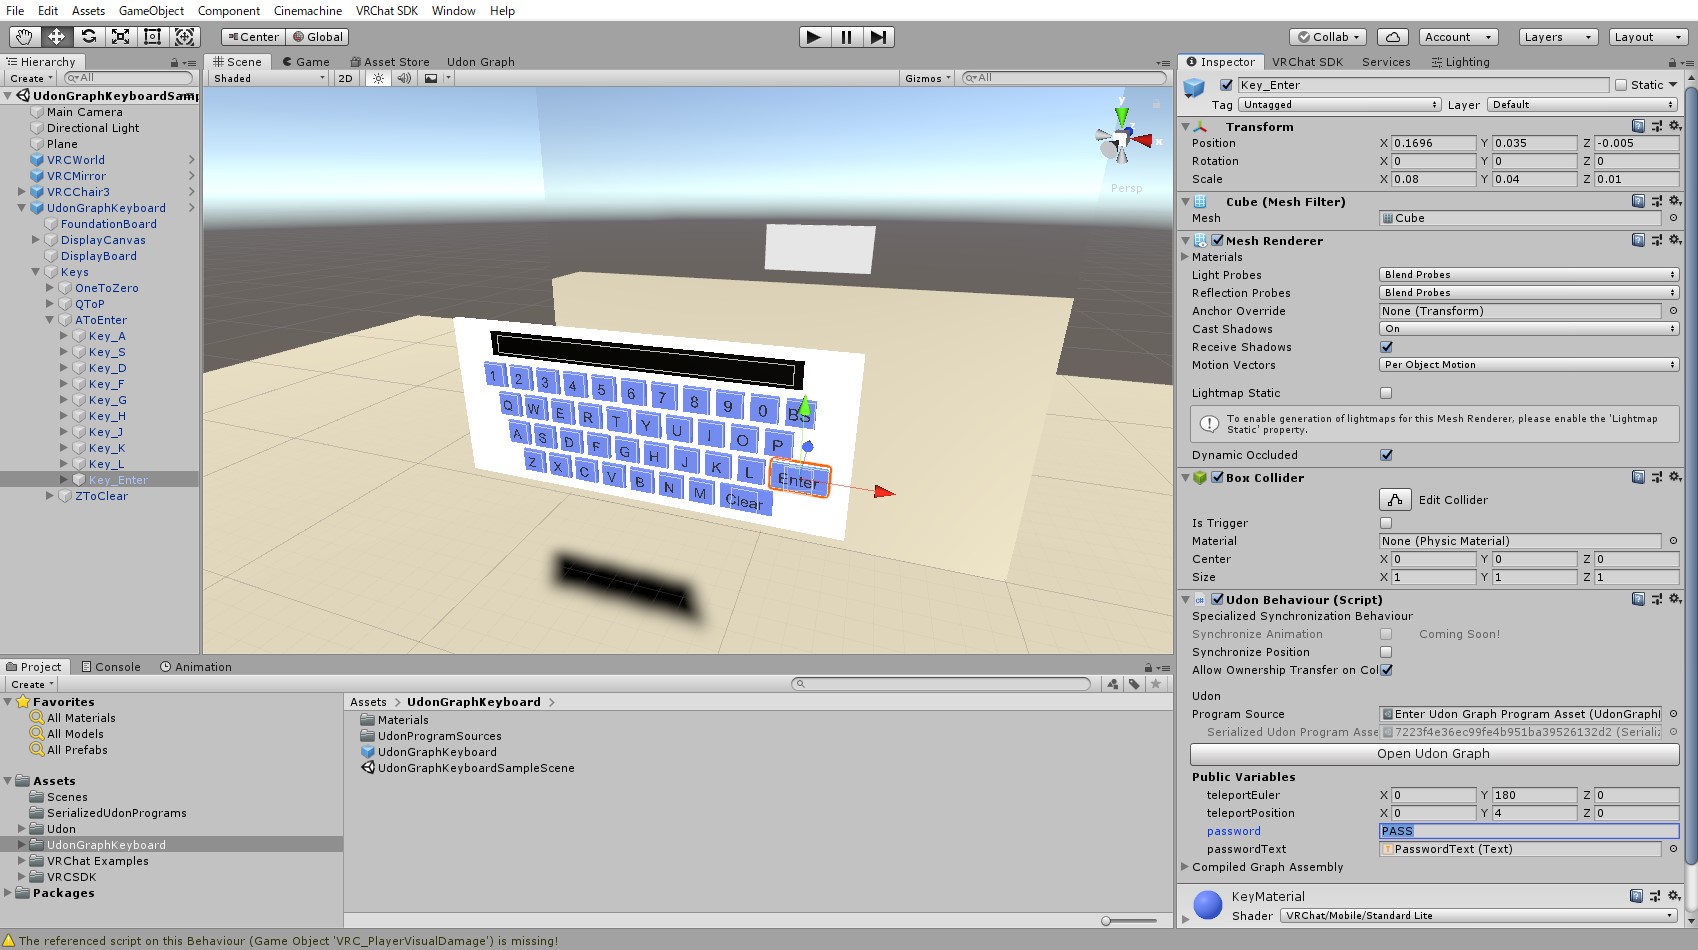 File Edit Assets GameObject Component Cinemachine VRChat SDK Window Help
Center Global Collab Account Layers Layout
Hierarchy
Create All
UdonGraphKeyboardSamp
Main Camera
Directional Light
Plane
VRCWorld
VRCMirror
VRCChair3
UdonGraphKeyboard
FoundationBoard
DisplayCanvas
DisplayBoard
Keys
OneToZero
QToP
AToEnter
Key_A
Key_S
Key_D
Key_F
Key_G
Key_H
Key_J
Key_K
Key_L
Key_Enter
ZToClear
Scene Game Asset Store Udon Graph
Shaded 2D Gizmos All
y
x
Persp
1 2 3 4 5 6 7 8 9 0 BS
Q W E R T Y U I O P
A S D F G H J K L Enter
Z X C V B N M Clear
Inspector VRChat SDK Services Lighting
Key_Enter Static
Tag Untagged Layer Default
Transform
Position X 0.1696 Y 0.035 Z -0.005
Rotation X 0 Y 0 Z 0
Scale X 0.08 Y 0.04 Z 0.01
Cube (Mesh Filter)
Mesh Cube
Mesh Renderer
Materials
Light Probes Blend Probes
Reflection Probes Blend Probes
Anchor Override None (Transform)
Cast Shadows On
Receive Shadows
Motion Vectors Per Object Motion
Lightmap Static
To enable generation of lightmaps for this Mesh Renderer, please enable the 'Lightmap
Static' property.
Dynamic Occluded
Box Collider
Edit Collider
Is Trigger
Material None (Physic Material)
Center X 0 Y 0 Z 0
Size X 1 Y 1 Z 1
Udon Behaviour (Script)
Specialized Synchronization Behaviour
Synchronize Animation Coming Soon!
Synchronize Position
Allow Ownership Transfer on Col
Udon
Program Source Enter Udon Graph Program Asset (UdonGraphI
Serialized Udon Program Asse 7223f4e36ec99fe4b951ba39526132d2 (Seriali
Open Udon Graph
Public Variables
teleportEuler X 0 Y 180 Z 0
teleportPosition X 0 Y 4 Z 0
password PASS
passwordText PasswordText (Text)
Compiled Graph Assembly
KeyMaterial
Shader VRChat/Mobile/Standard Lite
Project Console Animation
Create
Favorites
All Materials
All Models
All Prefabs
Assets
Scenes
SerializedUdonPrograms
Udon
UdonGraphKeyboard
VRChat Examples
VRCSDK
Packages
Assets > UdonGraphKeyboard >
Materials
UdonProgramSources
UdonGraphKeyboard
UdonGraphKeyboardSampleScene
The referenced script on this Behaviour (Game Object 'VRC_PlayerVisualDamage') is missing!